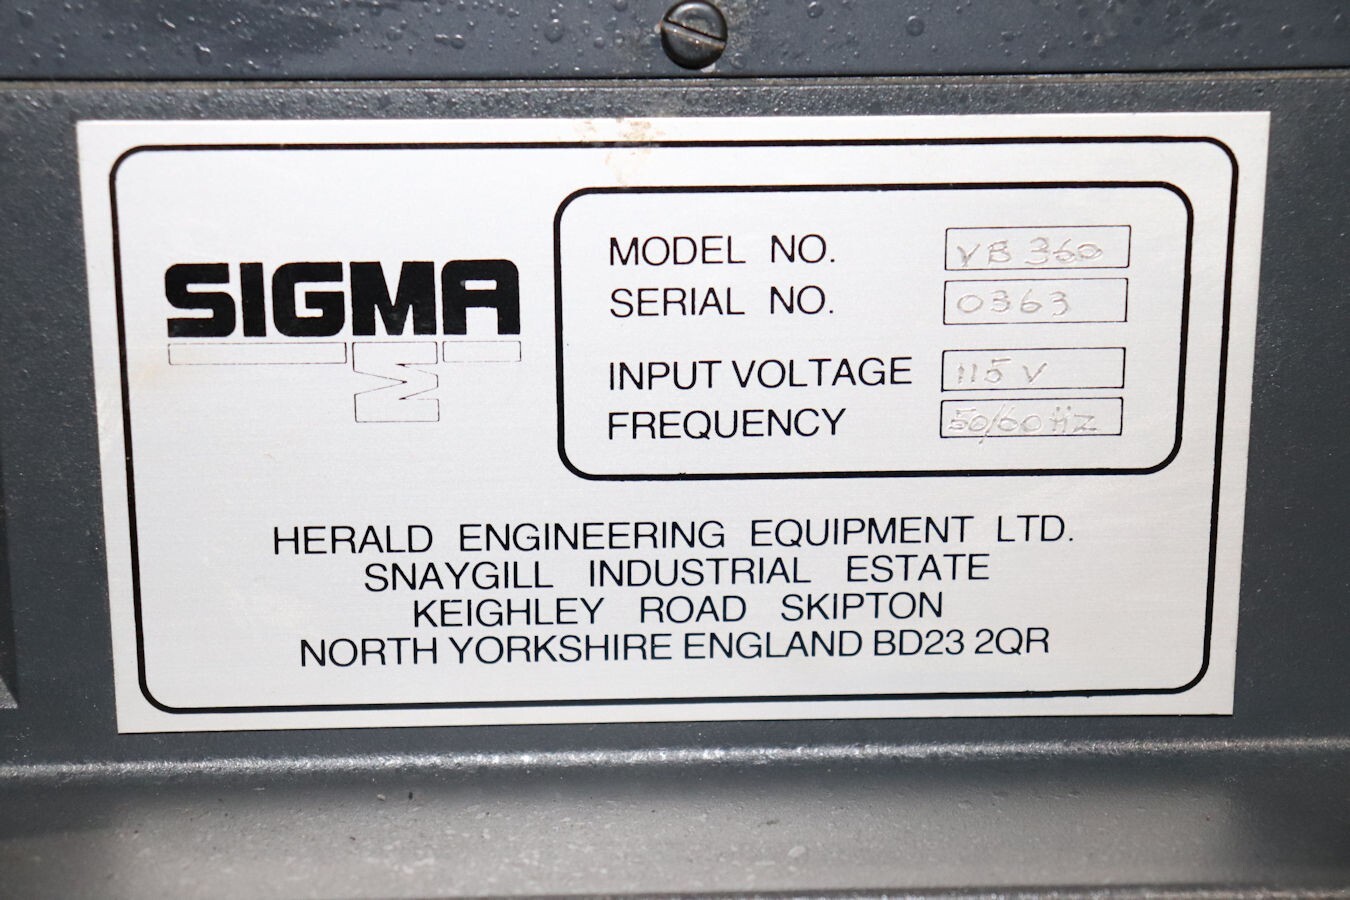 SIGMA
M
MODEL NO. VB 360
SERIAL NO. 0363
INPUT VOLTAGE 115 V
FREQUENCY 50/60 HZ
HERALD ENGINEERING EQUIPMENT LTD.
SNAYGILL INDUSTRIAL ESTATE
KEIGHLEY ROAD SKIPTON
NORTH YORKSHIRE ENGLAND BD23 2QR